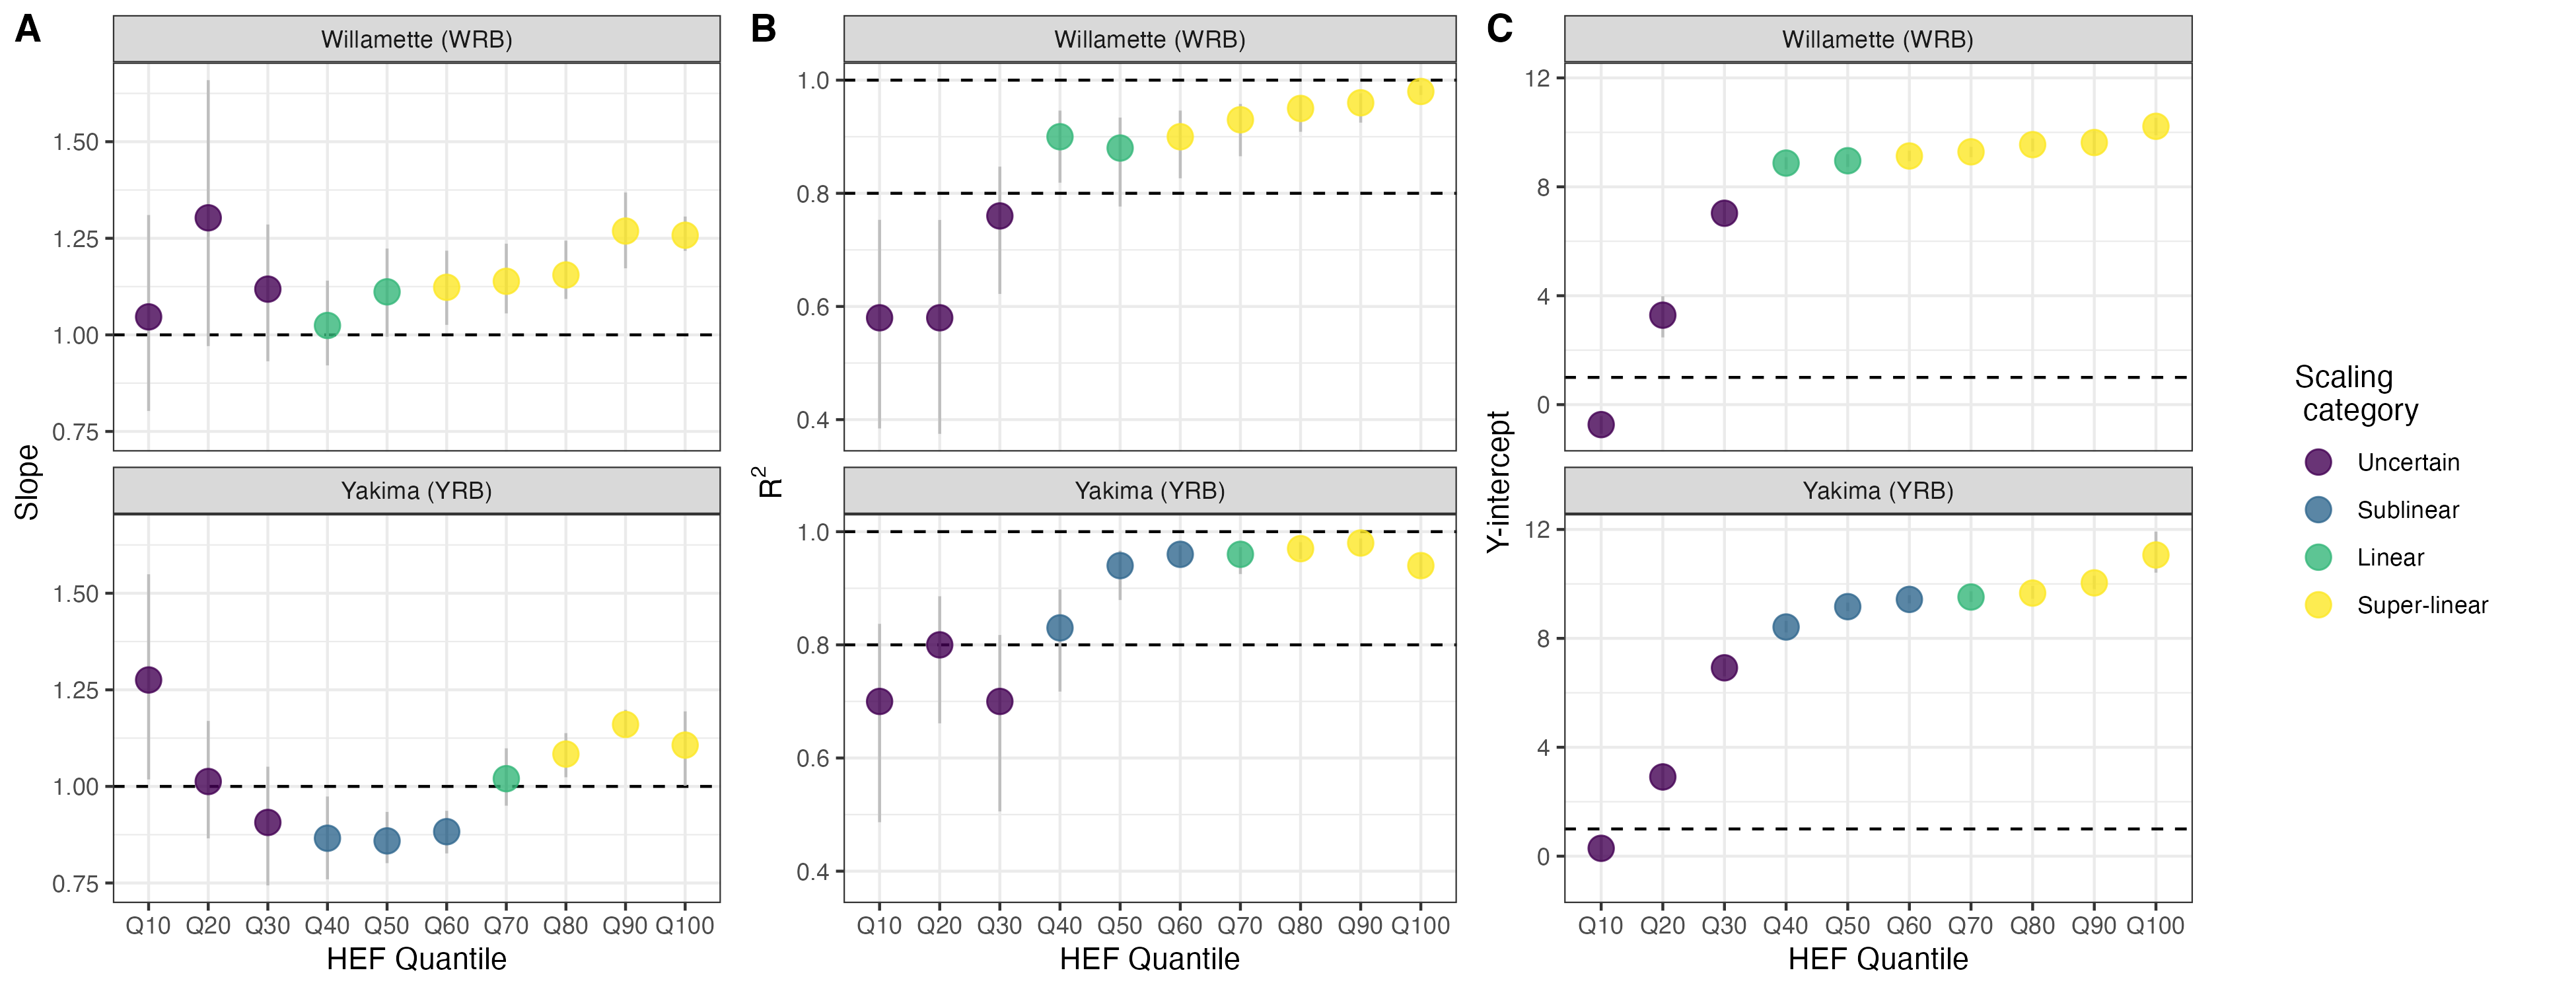 A
Willamette (WRB)
1.50
1.25
1.00
0.75
Yakima (YRB)
1.50
1.25
1.00
0.75
Slope
Q10 Q20 Q30 Q40 Q50 Q60 Q70 Q80 Q90 Q100
HEF Quantile
B
Willamette (WRB)
1.0
0.8
0.6
0.4
Yakima (YRB)
1.0
0.8
0.6
0.4
R²
Q10 Q20 Q30 Q40 Q50 Q60 Q70 Q80 Q90 Q100
HEF Quantile
C
Willamette (WRB)
12
8
4
0
Yakima (YRB)
12
8
4
0
Y-intercept
Q10 Q20 Q30 Q40 Q50 Q60 Q70 Q80 Q90 Q100
HEF Quantile
Scaling
category
Uncertain
Sublinear
Linear
Super-linear